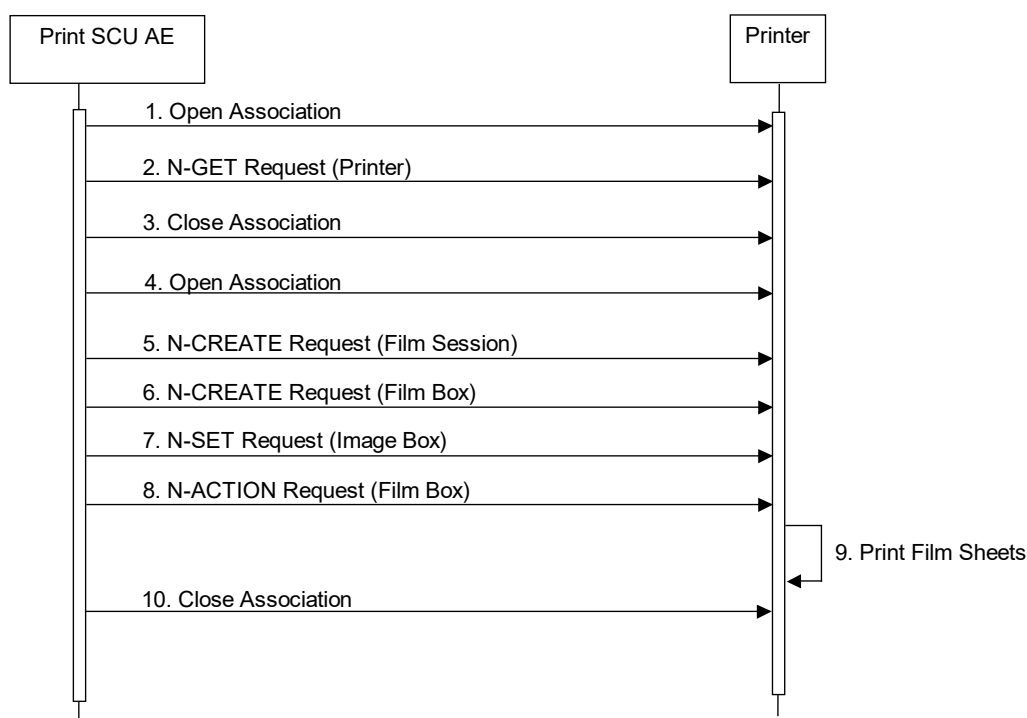 Print SCU AE
Printer
1. Open Association
2. N-GET Request (Printer)
3. Close Association
4. Open Association
5. N-CREATE Request (Film Session)
6. N-CREATE Request (Film Box)
7. N-SET Request (Image Box)
8. N-ACTION Request (Film Box)
9. Print Film Sheets
10. Close Association